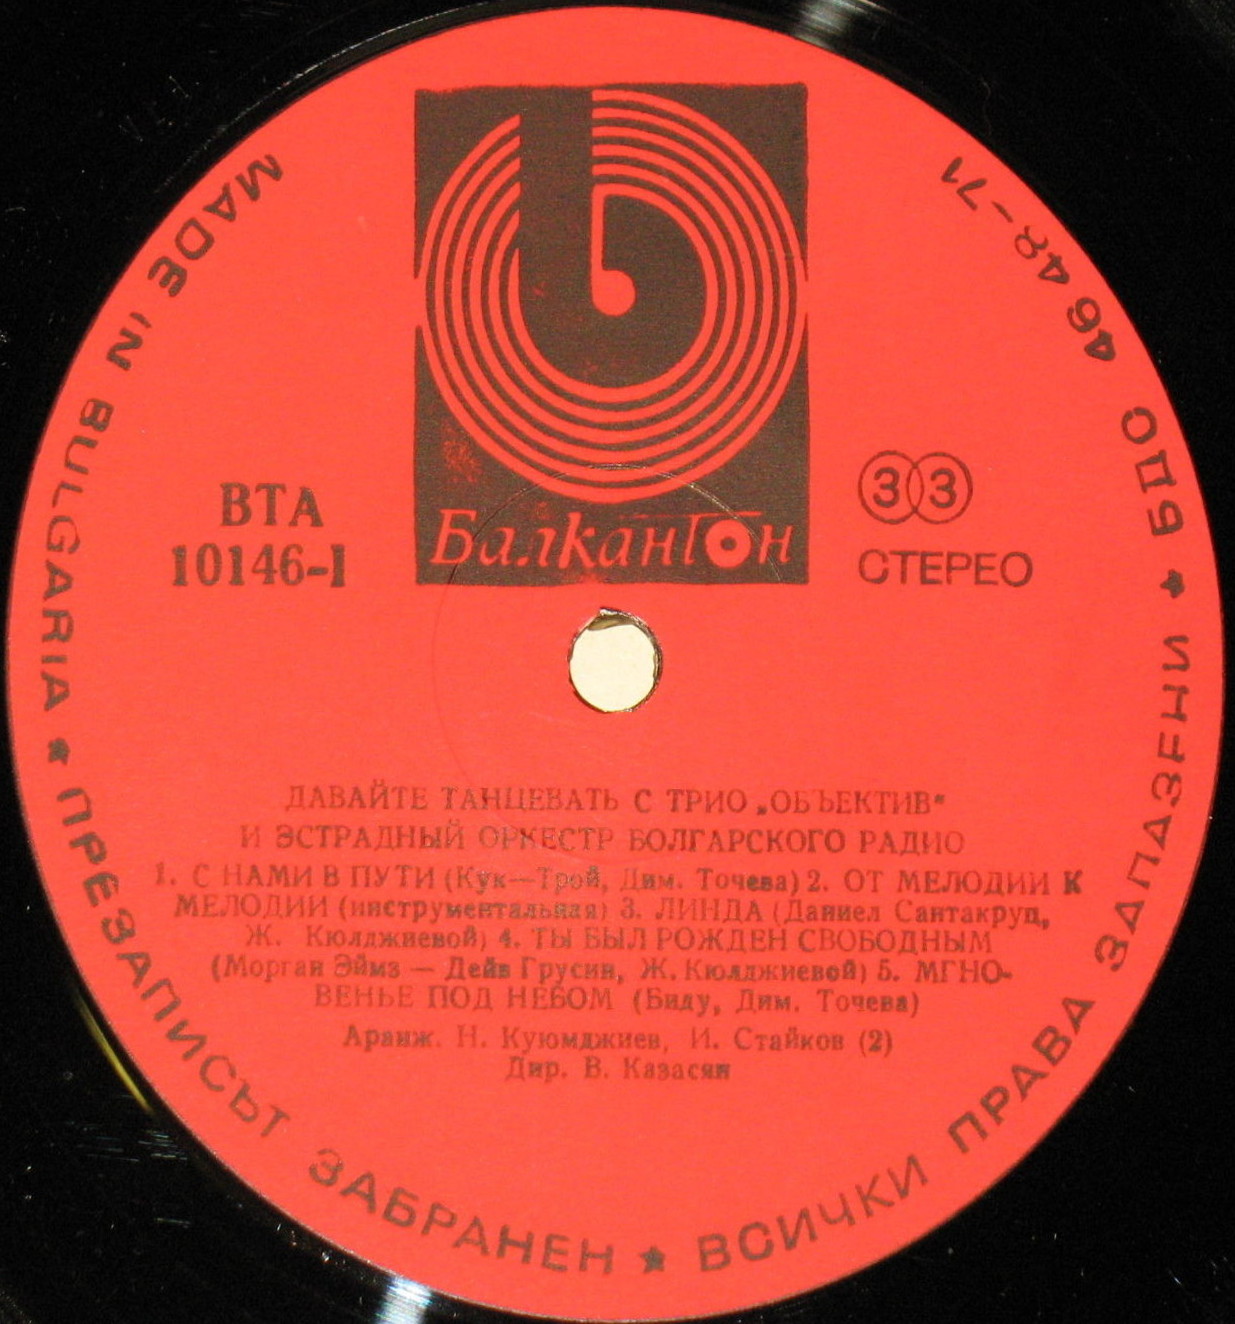 Балкантон
ВТА
10146-I
33
СТЕРЕО
ДАВАЙТЕ ТАНЦЕВАТЬ С ТРИО „ОБЪЕКТИВ"
И ЭСТРАДНЫЙ ОРКЕСТР БОЛГАРСКОГО РАДИО
1. С НАМИ В ПУТИ (Кук—Трой, Дим. Точева) 2. ОТ МЕЛОДИИ К
МЕЛОДИИ (инструментальная) 3. ЛИНДА (Даниел Сантакруц,
Ж. Кюлджиевой) 4. ТЫ БЫЛ РОЖДЕН СВОБОДНЫМ
(Морган Эймз — Дейв Грусин, Ж. Кюлджиевой) 5. МГНО-
ВЕНЬЕ ПОД НЕБОМ (Биду, Дим. Точева)
Аранж. Н. Куюмджиев, И. Стайков (2)
Дир. В. Казасян
MADE IN BULGARIA ★ ПРЕЗАПИСЪТ ЗАБРАНЕН ★ ВСИЧКИ ПРАВА ЗАПАЗЕНИ ★ БДС 4648-71